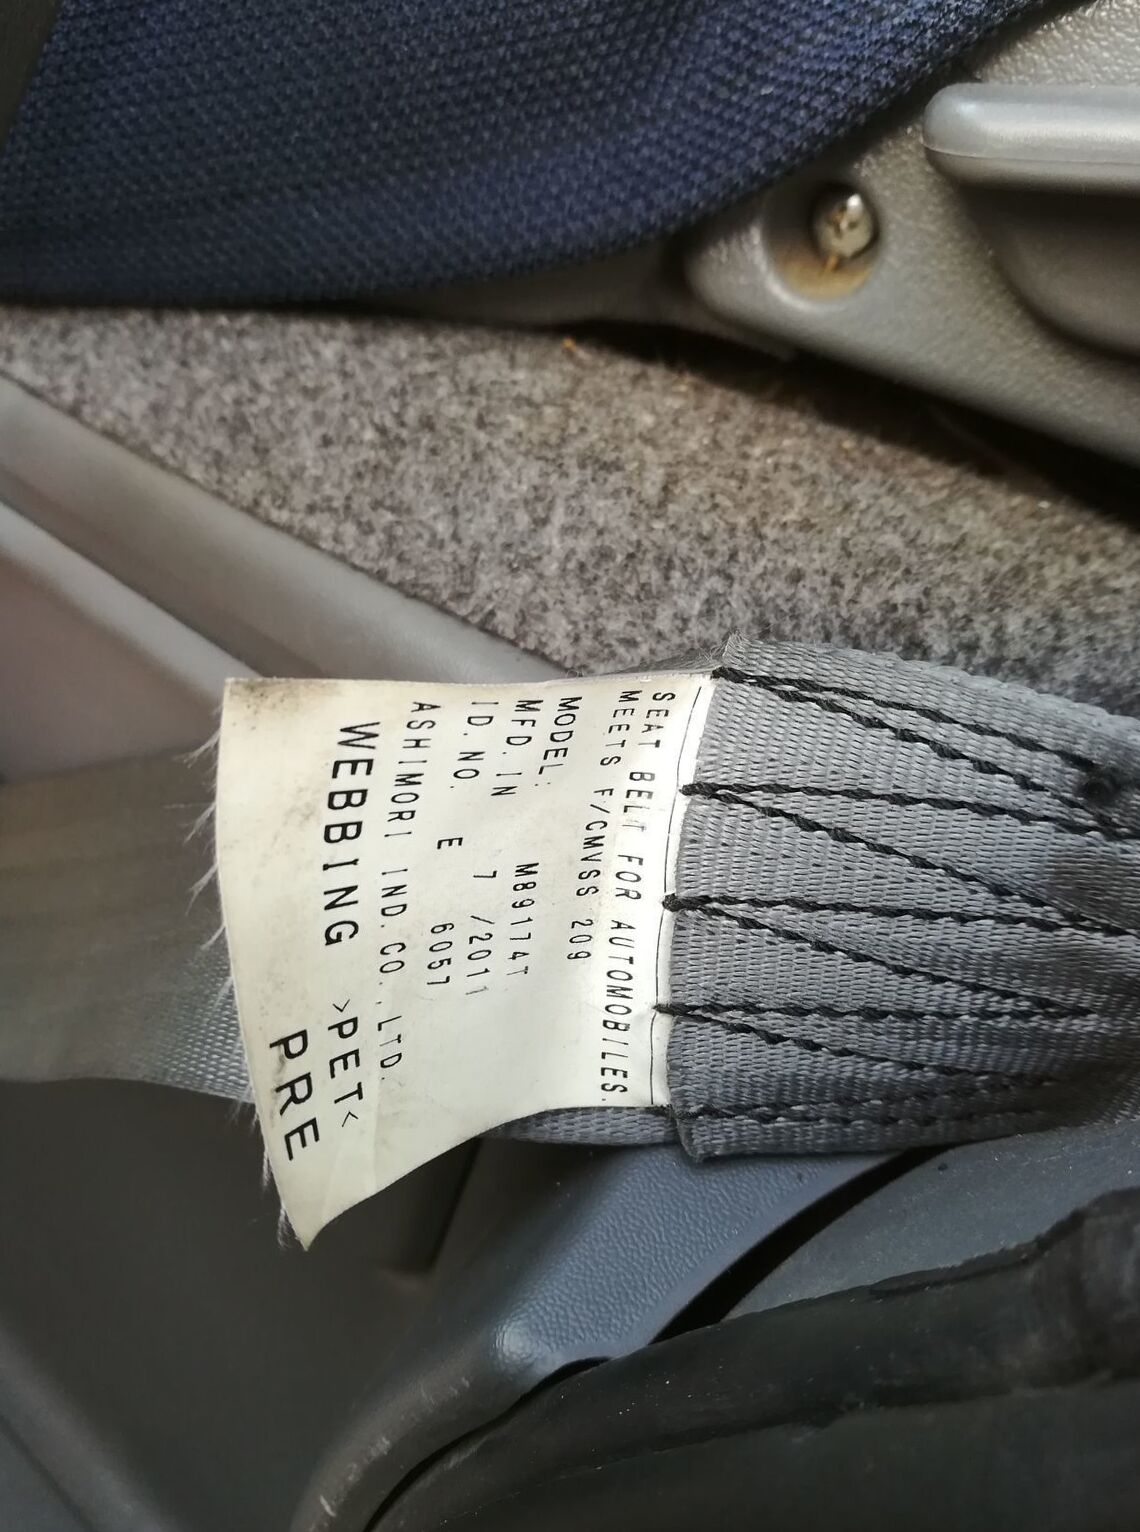 SEAT BELT FOR AUTOMOBILES.
MEETS F/CMVSS 209
MODEL: M89174T
MFD. IN 7 /2011
I D. NO. E 6057
ASHIMORI IND. CO., LTD.
WEBBING >PET<
PRE